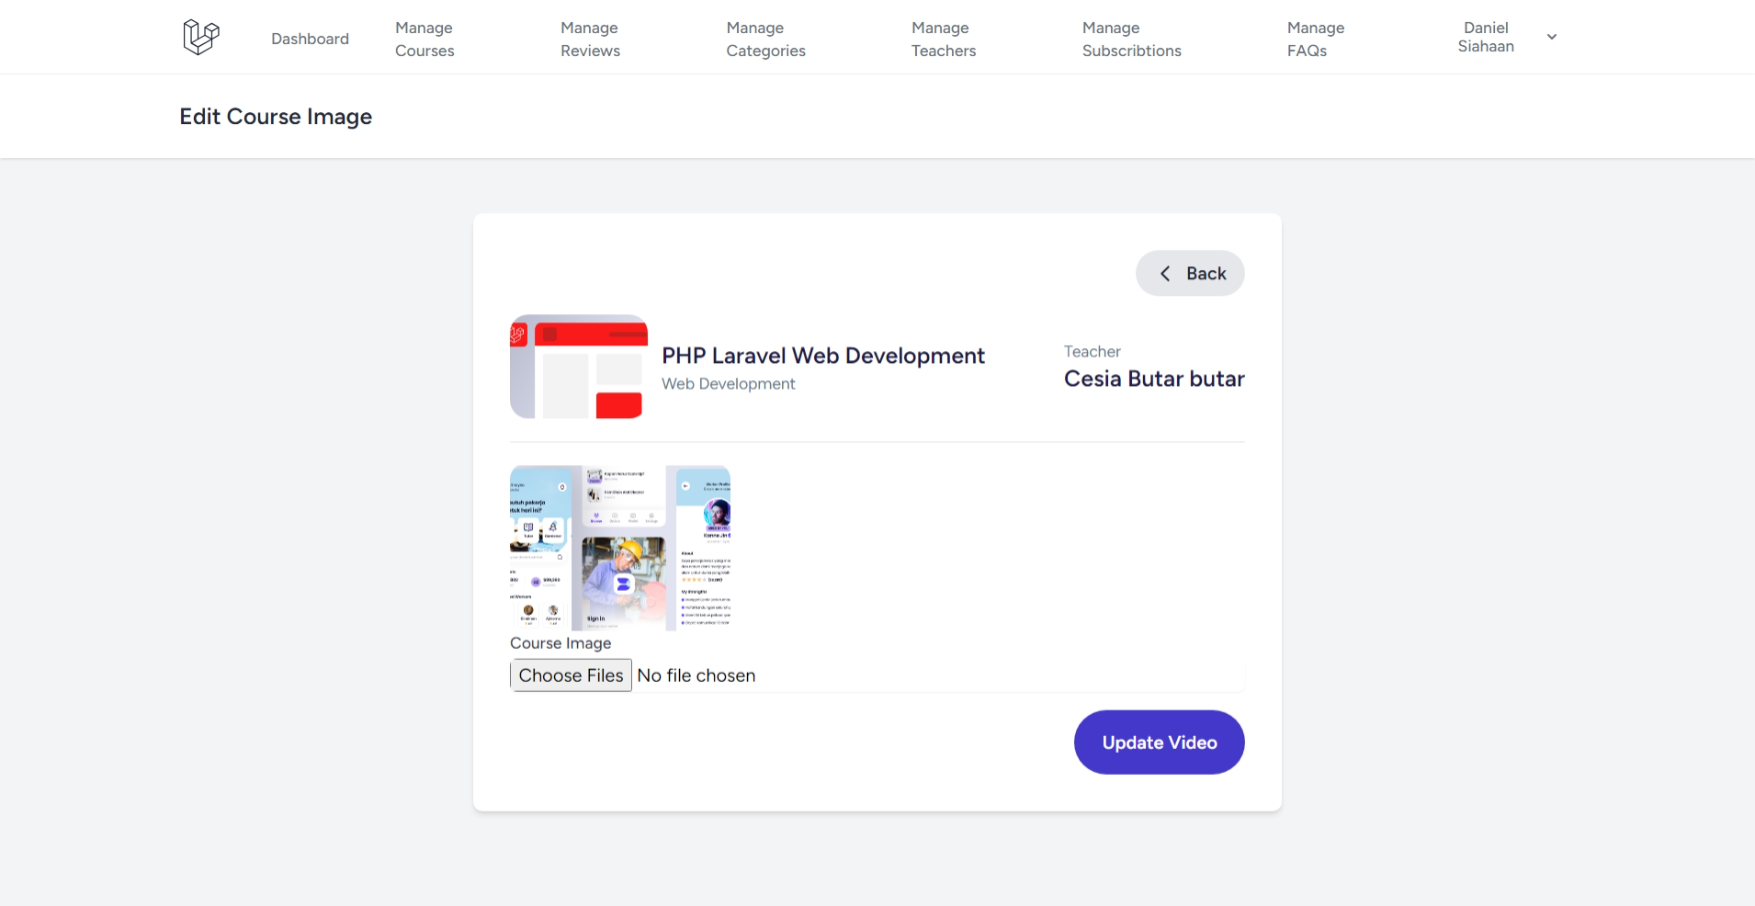 Dashboard
Manage
Courses
Manage
Reviews
Manage
Categories
Manage
Teachers
Manage
Subscribtions
Manage
FAQs
Daniel
Siahaan
Edit Course Image
Back
PHP Laravel Web Development
Web Development
Teacher
Cesia Butar butar
Sign In
Course Image
Choose Files No file chosen
Update Video